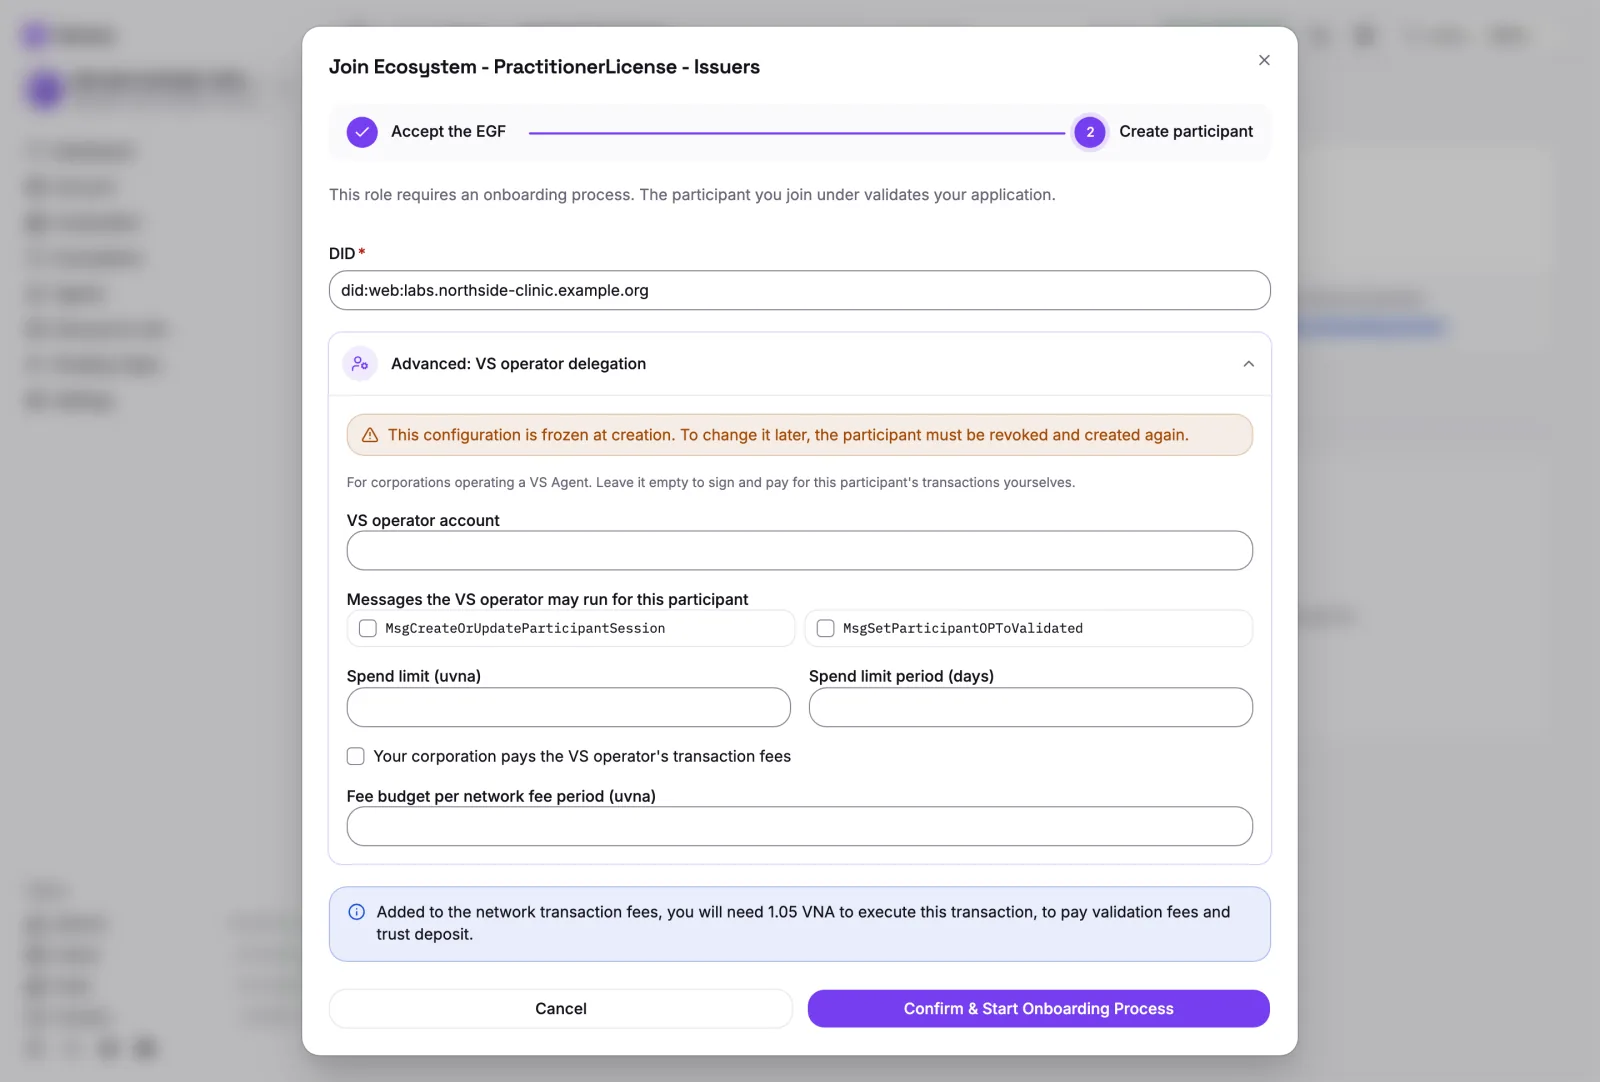 Join Ecosystem - PractitionerLicense - Issuers
Accept the EGF
2
Create participant
This role requires an onboarding process. The participant you join under validates your application.
DID*
did:web:labs.northside-clinic.example.org
Advanced: VS operator delegation
This configuration is frozen at creation. To change it later, the participant must be revoked and created again.
For corporations operating a VS Agent. Leave it empty to sign and pay for this participant's transactions yourselves.
VS operator account
Messages the VS operator may run for this participant
MsgCreateOrUpdateParticipantSession
MsgSetParticipantOPToValidated
Spend limit (uvna)
Spend limit period (days)
Your corporation pays the VS operator's transaction fees
Fee budget per network fee period (uvna)
Added to the network transaction fees, you will need 1.05 VNA to execute this transaction, to pay validation fees and
trust deposit.
Cancel
Confirm & Start Onboarding Process